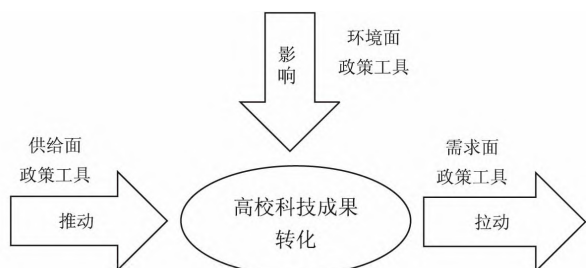 影响
环境面
政策工具
供给面
政策工具
推动
高校科技成果
转化
需求面
政策工具
拉动